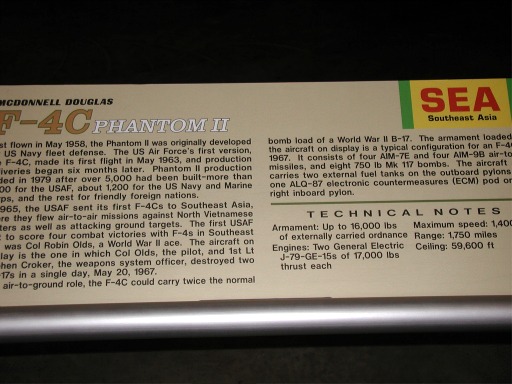 MCDONNELL DOUGLAS
F-4C PHANTOM II
st flown in May 1958, the Phantom II was originally developed
US Navy fleet defense. The US Air Force's first version,
F-4C, made its first flight in May 1963, and production
iveries began six months later. Phantom II production
ded in 1979 after over 5,000 had been built-more than
00 for the USAF, about 1,200 for the US Navy and Marine
rps, and the rest for friendly foreign nations.
1965, the USAF sent its first F-4Cs to Southeast Asia,
ere they flew air-to-air missions against North Vietnamese
ters as well as attacking ground targets. The first USAF
t to score four combat victories with F-4s in Southeast
was Col Robin Olds, a World War II ace. The aircraft on
play is the one in which Col Olds, the pilot, and 1st Lt
phen Croker, the weapons system officer, destroyed two
-17s in a single day, May 20, 1967.
air-to-ground role, the F-4C could carry twice the normal
SEA
Southeast Asia
bomb load of a World War II B-17. The armament loaded
the aircraft on display is a typical configuration for an F-4
1967. It consists of four AIM-7E and four AIM-9B air-to
missiles, and eight 750 lb Mk 117 bombs. The aircraft
carries two external fuel tanks on the outboard pylons
one ALQ-87 electronic countermeasures (ECM) pod on
right inboard pylon.
TECHNICAL NOTES
Armament: Up to 16,000 lbs
of externally carried ordnance
Engines: Two General Electric
J-79-GE-15s of 17,000 lbs
thrust each
Maximum speed: 1,400
Range: 1,750 miles
Ceiling: 59,600 ft